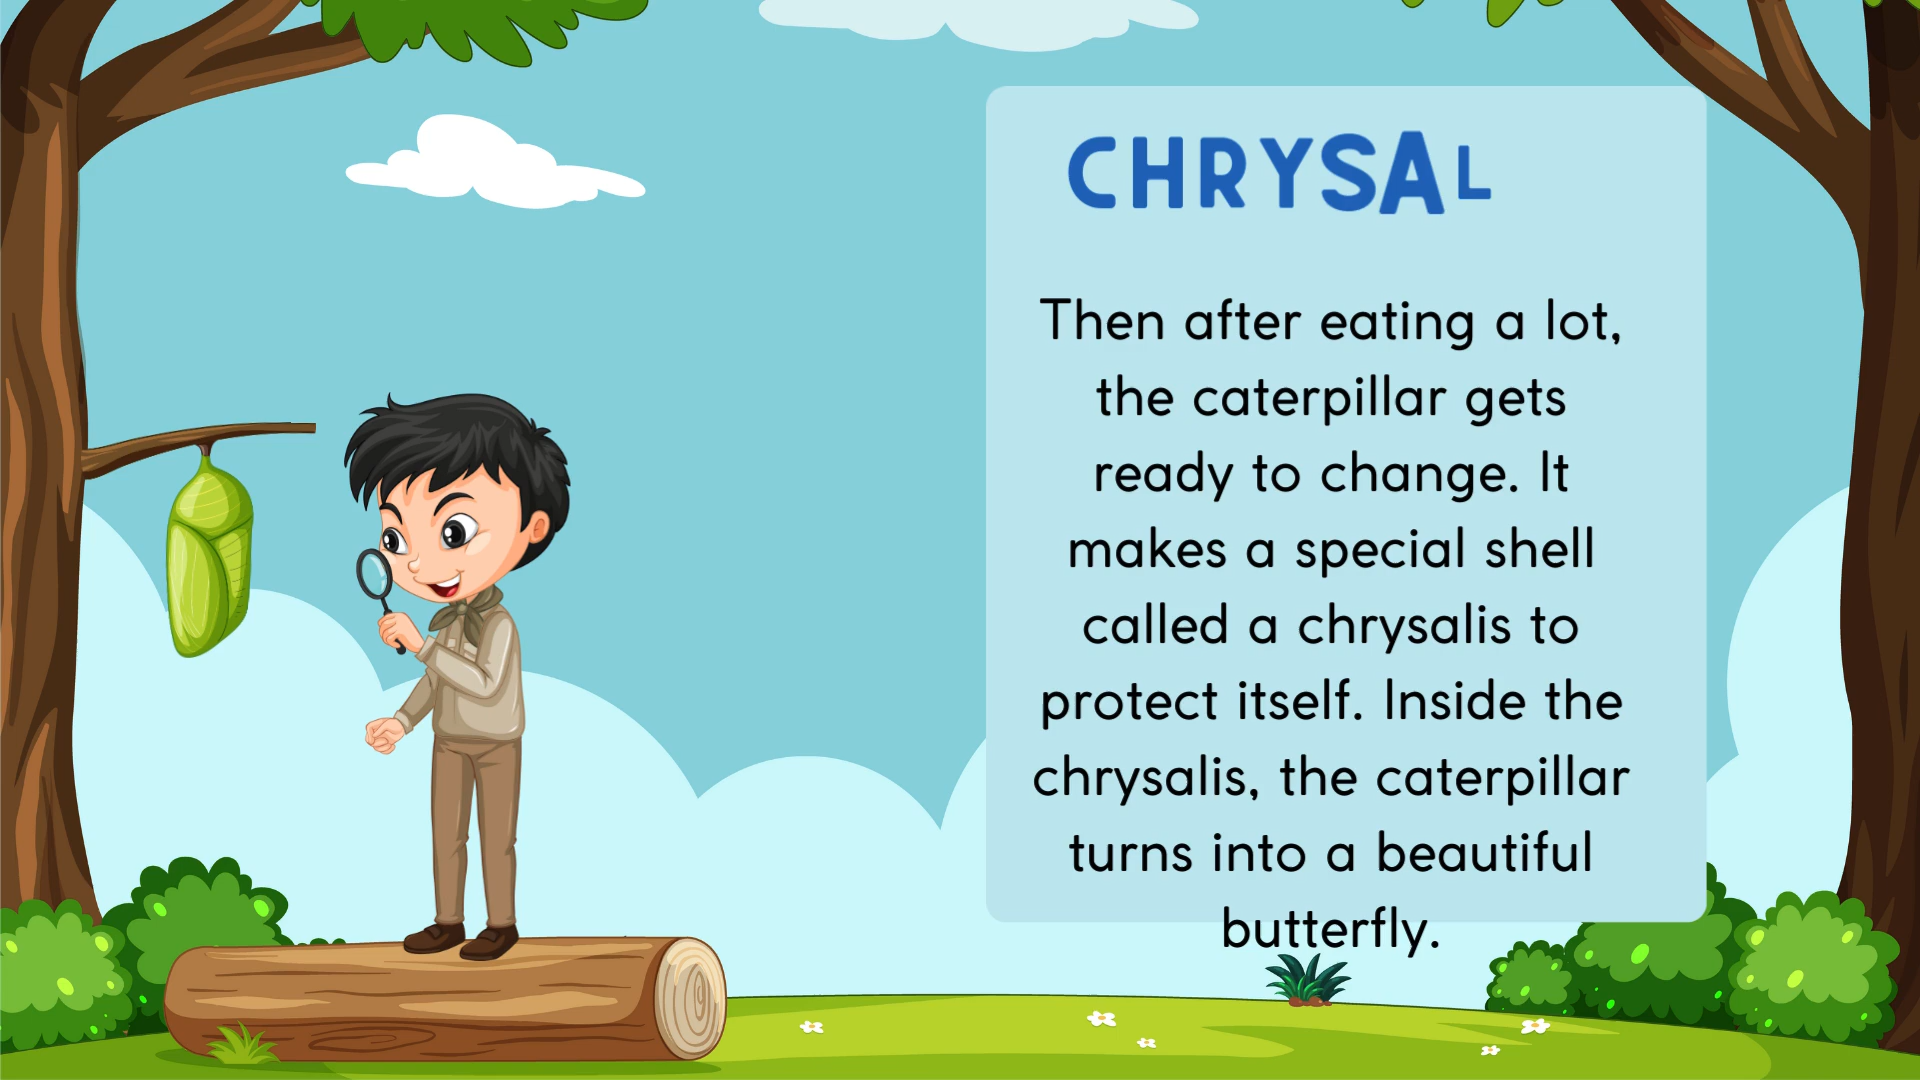 CHRYSAL
Then after eating a lot,
the caterpillar gets
ready to change. It
makes a special shell
called a chrysalis to
protect itself. Inside the
chrysalis, the caterpillar
turns into a beautiful
butterfly.